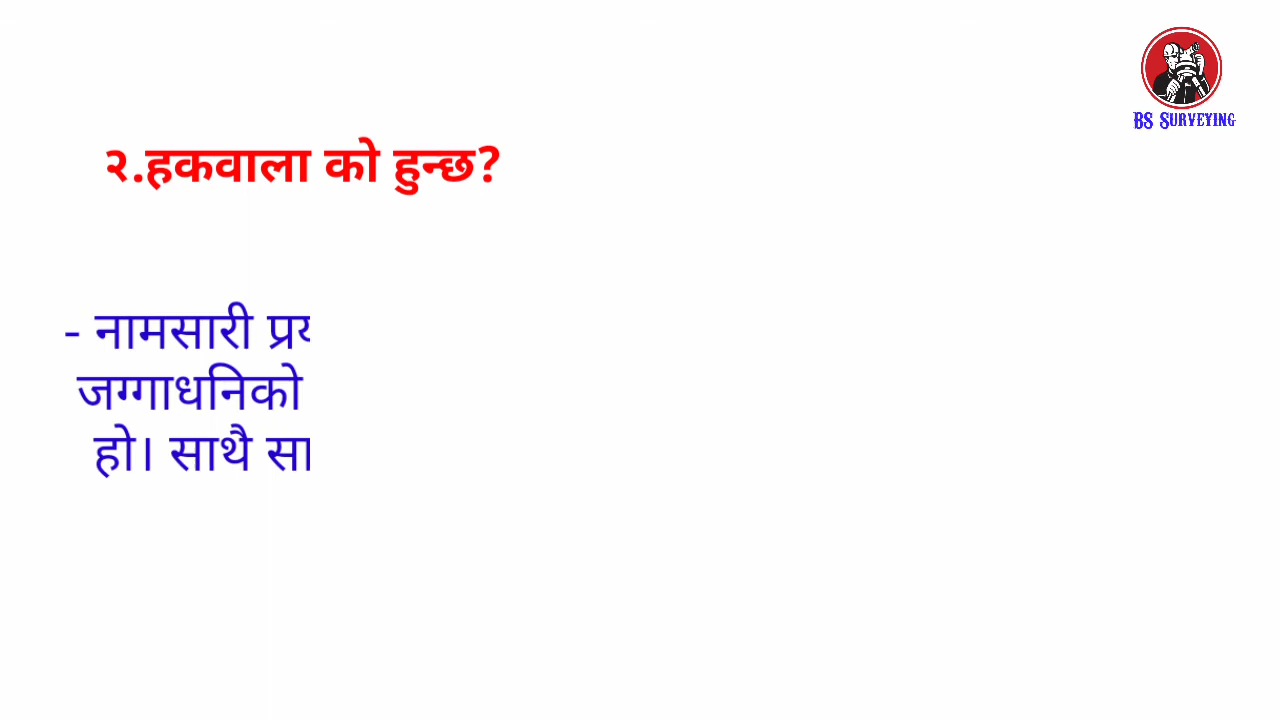 BS SURVEYING
२.हकवाला को हुन्छ?
- नामसारी
जग्गाधनिको
हो। साथै